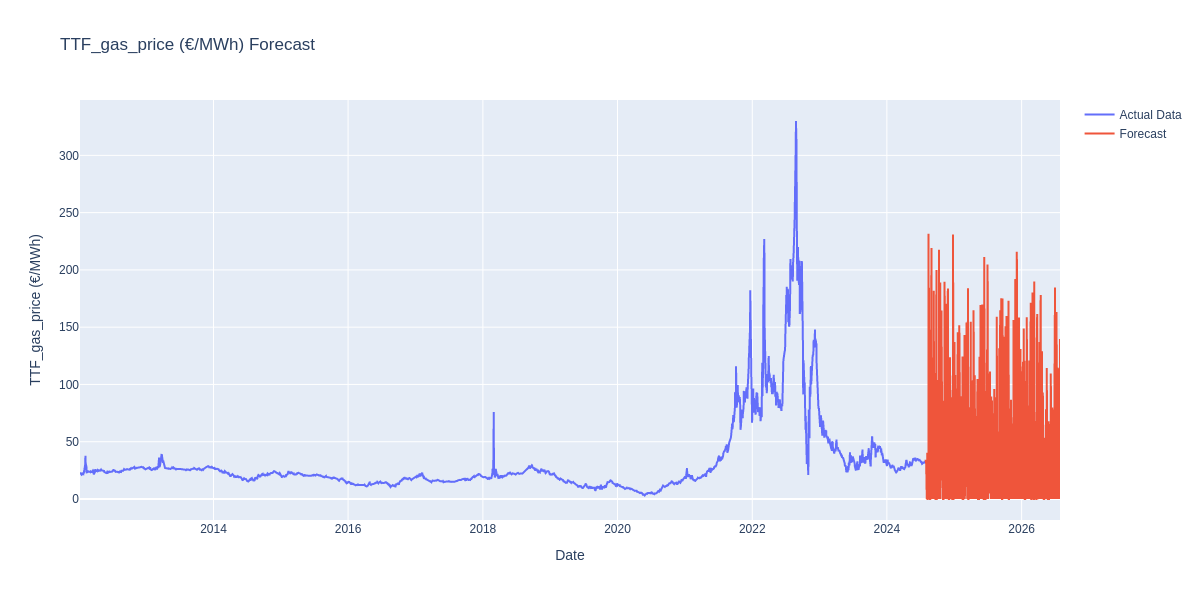 TTF_gas_price (€/MWh) Forecast
Actual Data
Forecast
TTF_gas_price (€/MWh)
300
250
200
150
100
50
0
2014
2016
2018
2020
2022
2024
2026
Date